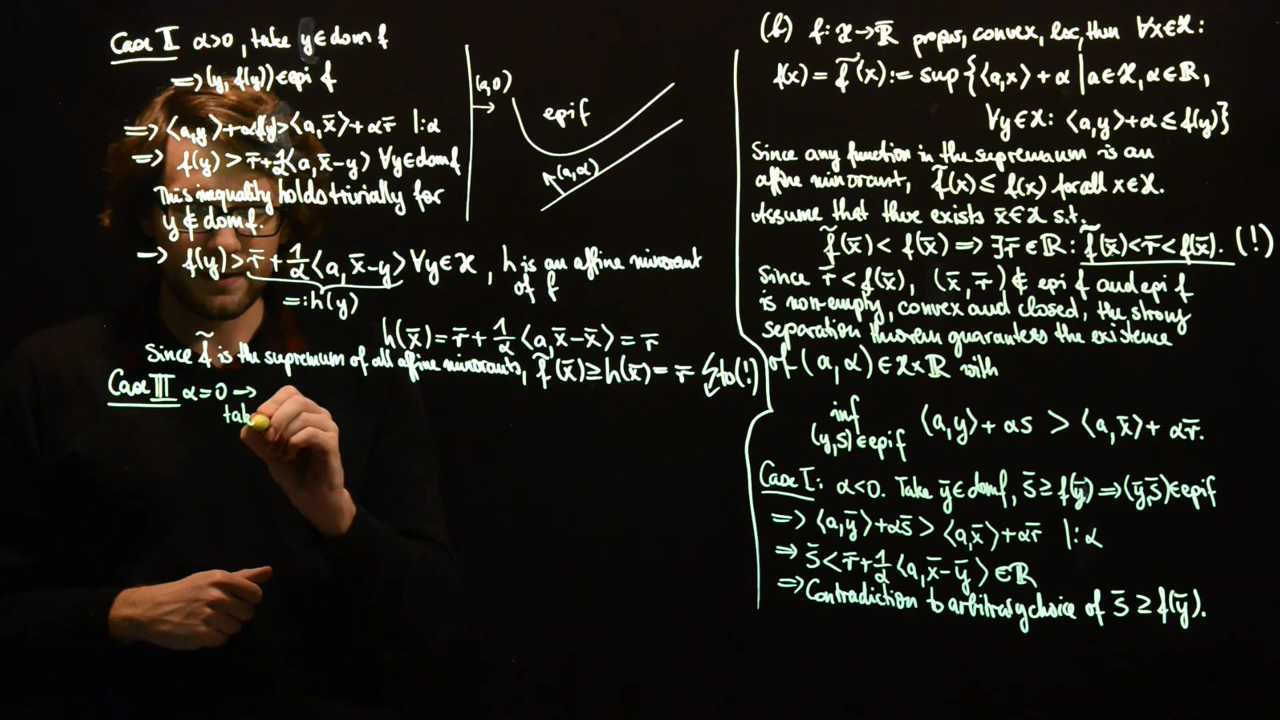 (b) f: X → R̄ proper, convex, lsc, then ∀x∈X:
f(x) = f̃(x) := sup{⟨a,x⟩ + α | a∈X, α∈R,
∀y∈X: ⟨a,y⟩+α ≤ f(y)}
Since any function in the supremum is an
affine minorant, f̃(x) ≤ f(x) for all x∈X.
Assume that there exists x̄∈X s.t.
f̃(x̄) < f(x̄) ⇒ ∃r̄∈R: f̃(x̄)<r̄<f(x̄). (!)
Since r̄ < f(x̄), (x̄,r̄) ∉ epi f and epi f
is non-empty, convex and closed, the strong
separation theorem guarantees the existence
of (a,α) ∈ X×R with
inf
(y,s)∈epi f ⟨a,y⟩+αs > ⟨a,x̄⟩+αr̄.
Case I: α<0. Take ȳ∈dom f, s̄≥f(ȳ) ⇒ (ȳ,s̄)∈epi f
⇒ ⟨a,ȳ⟩+αs̄ > ⟨a,x̄⟩+αr̄ |:α
⇒ s̄ < r̄+1/α⟨a,x̄-ȳ⟩ ∈ R
⇒ Contradiction to arbitrary choice of s̄ ≥ f(ȳ).
Case II α>0, take y∈dom f
⇒ (y,f(y))∈epi f
⇒ ⟨a,y⟩+αf(y)>⟨a,x̄⟩+αr̄ |:α
⇒ f(y) > r̄+1/α⟨a,x̄-y⟩ ∀y∈dom f
This inequality holds trivially for
y ∉ dom f.
→ f(y)> r̄ + 1/α ⟨a,x̄-y⟩ ∀y∈X, h is an affine minorant
of f
=:h(y)
(a,0)
epi f
(a,α)
h(x̄) = r̄ + 1/α ⟨a,x̄-x̄⟩ = r̄
Since f̃ is the supremum of all affine minorants, f̃(x̄) ≥ h(x̄) = r̄ ↯ to (!)
Case III α=0 →